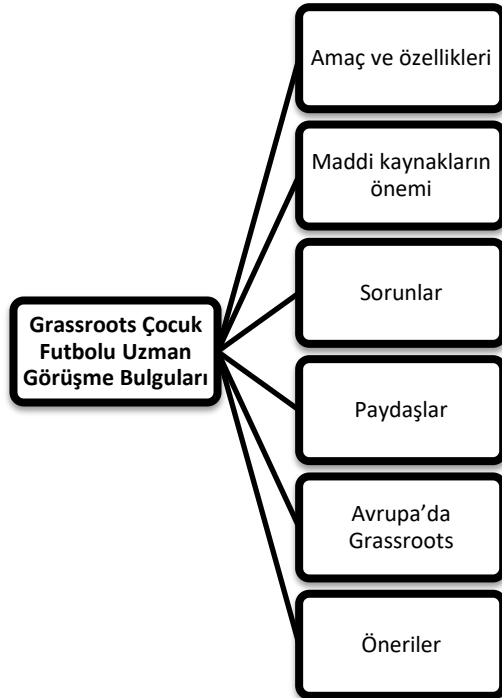 Grassroots Çocuk
Futbolu Uzman
Görüşme Bulguları
Amaç ve özellikleri
Maddi kaynakların
önemi
Sorunlar
Paydaşlar
Avrupa’da
Grassroots
Öneriler